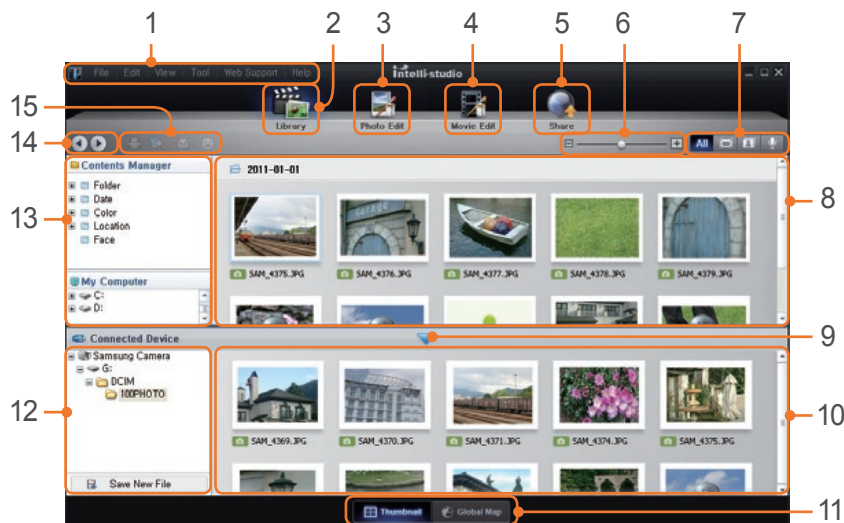 1 2 3 4 5 6 7
File Edit View Tool Web Support Help
intelli-studio
Library Photo Edit Movie Edit Share
15
14
All
Contents Manager
Folder
Date
Color
Location
Face
13
My Computer
C:
D:
2011-01-01
8
SAM_4375.JPG SAM_4376.JPG SAM_4377.JPG SAM_4378.JPG SAM_4379.JPG
Connected Device
9
Samsung Camera
G:
DCIM
100PHOTO
12
Save New File
SAM_4369.JPG SAM_4370.JPG SAM_4371.JPG SAM_4374.JPG SAM_4375.JPG
10
Thumbnail Global Map
11